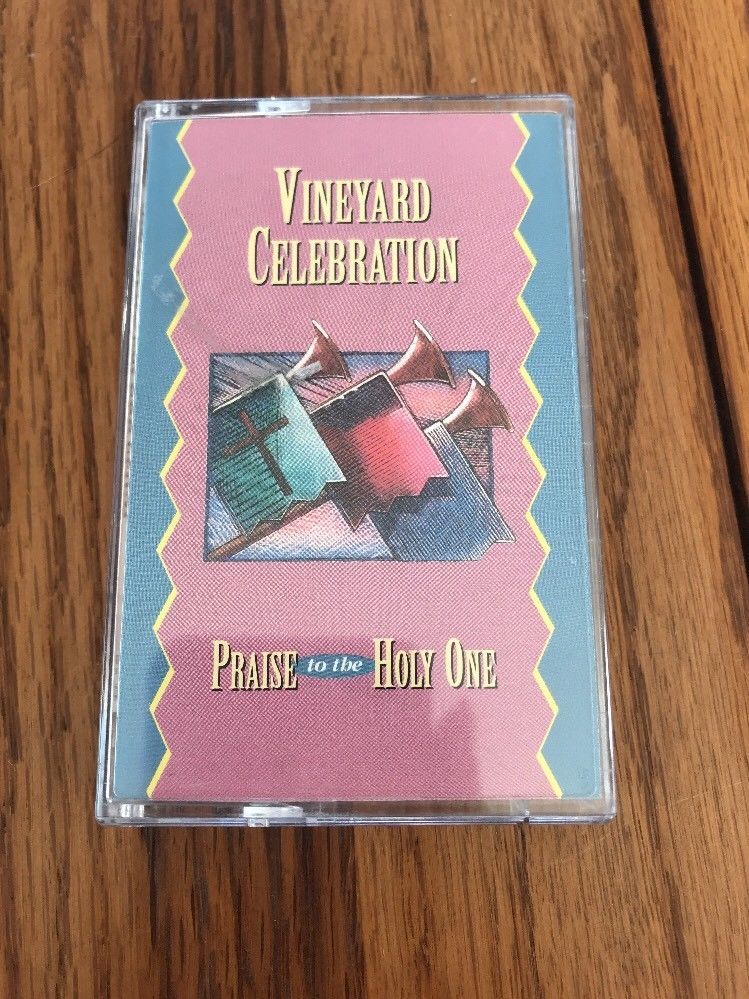 VINEYARD
CELEBRATION
PRAISE to the HOLY ONE